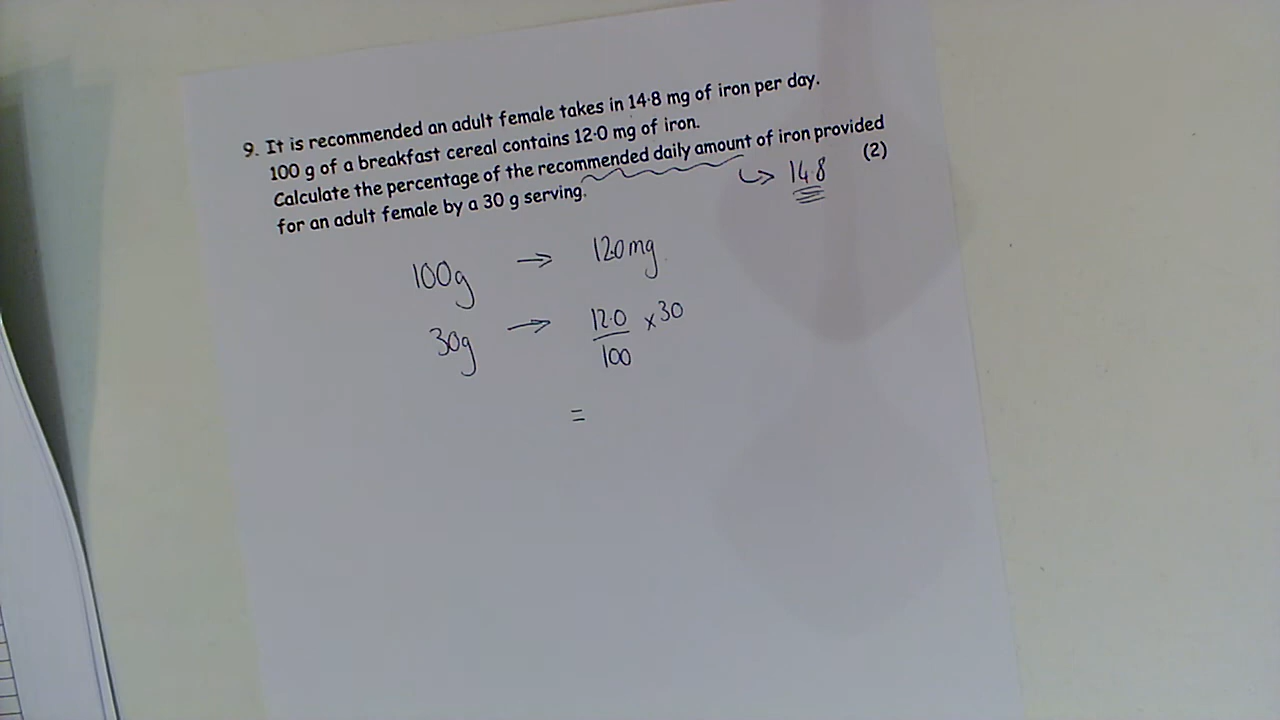 9. It is recommended an adult female takes in 14·8 mg of iron per day.
100 g of a breakfast cereal contains 12·0 mg of iron.
Calculate the percentage of the recommended daily amount of iron provided
for an adult female by a 30 g serving. (2)
↳ 14.8
100g → 12.0mg
30g → 12.0 x 30
100
=